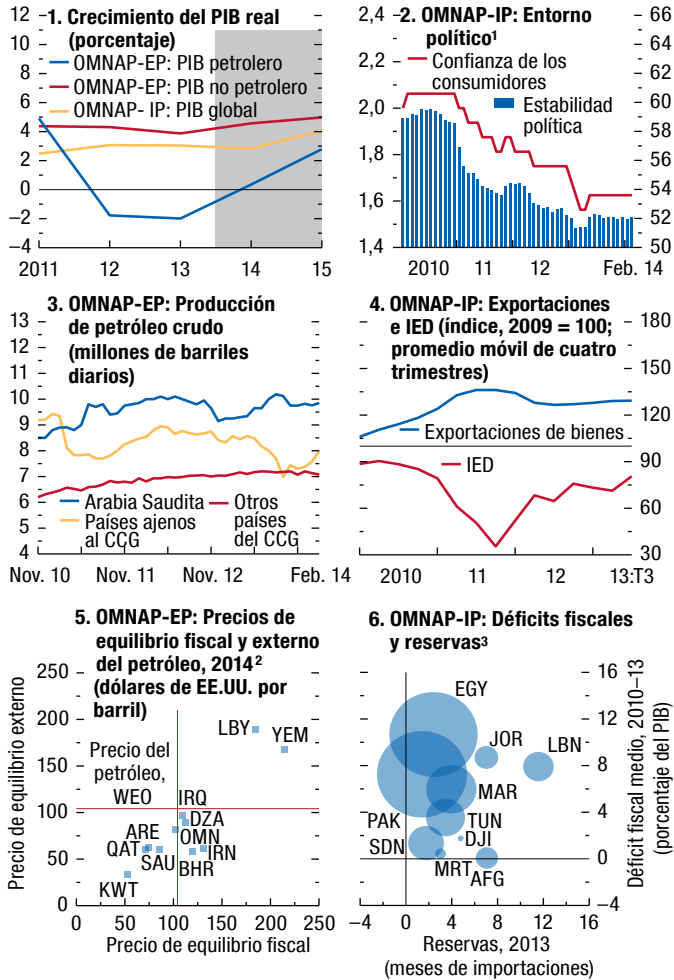 1. Crecimiento del PIB real
(porcentaje)
OMNAP-EP: PIB petrolero
OMNAP-EP: PIB no petrolero
OMNAP- IP: PIB global
12
10
8
6
4
2
0
−2
−4
2011 12 13 14 15
2. OMNAP-IP: Entorno
político¹
Confianza de los
consumidores
Estabilidad
política
2,4
2,2
2,0
1,8
1,6
1,4
66
64
62
60
58
56
54
52
50
2010 11 12 Feb. 14
3. OMNAP-EP: Producción
de petróleo crudo
(millones de barriles
diarios)
13
12
11
10
9
8
7
6
5
4
Arabia Saudita
Otros
países
del CCG
Países ajenos
al CCG
Nov. 10 Nov. 11 Nov. 12 Feb. 14
4. OMNAP-IP: Exportaciones
e IED (índice, 2009 = 100;
promedio móvil de cuatro
trimestres)
180
150
120
90
60
30
Exportaciones de bienes
IED
2010 11 12 13:T3
5. OMNAP-EP: Precios de
equilibrio fiscal y externo
del petróleo, 2014²
(dólares de EE.UU. por
barril)
Precio de equilibrio externo
250
200
150
100
50
0
LBY
YEM
Precio del
petróleo,
WEO
IRQ
DZA
ARE
OMN
QAT
IRN
SAU
BHR
KWT
0 50 100 150 200 250
Precio de equilibrio fiscal
6. OMNAP-IP: Déficits fiscales
y reservas³
16
12
8
4
0
−4
Déficit fiscal medio, 2010–13
(porcentaje del PIB)
EGY
JOR
LBN
MAR
PAK
TUN
SDN
DJI
MRT
AFG
−4 0 4 8 12 16
Reservas, 2013
(meses de importaciones)